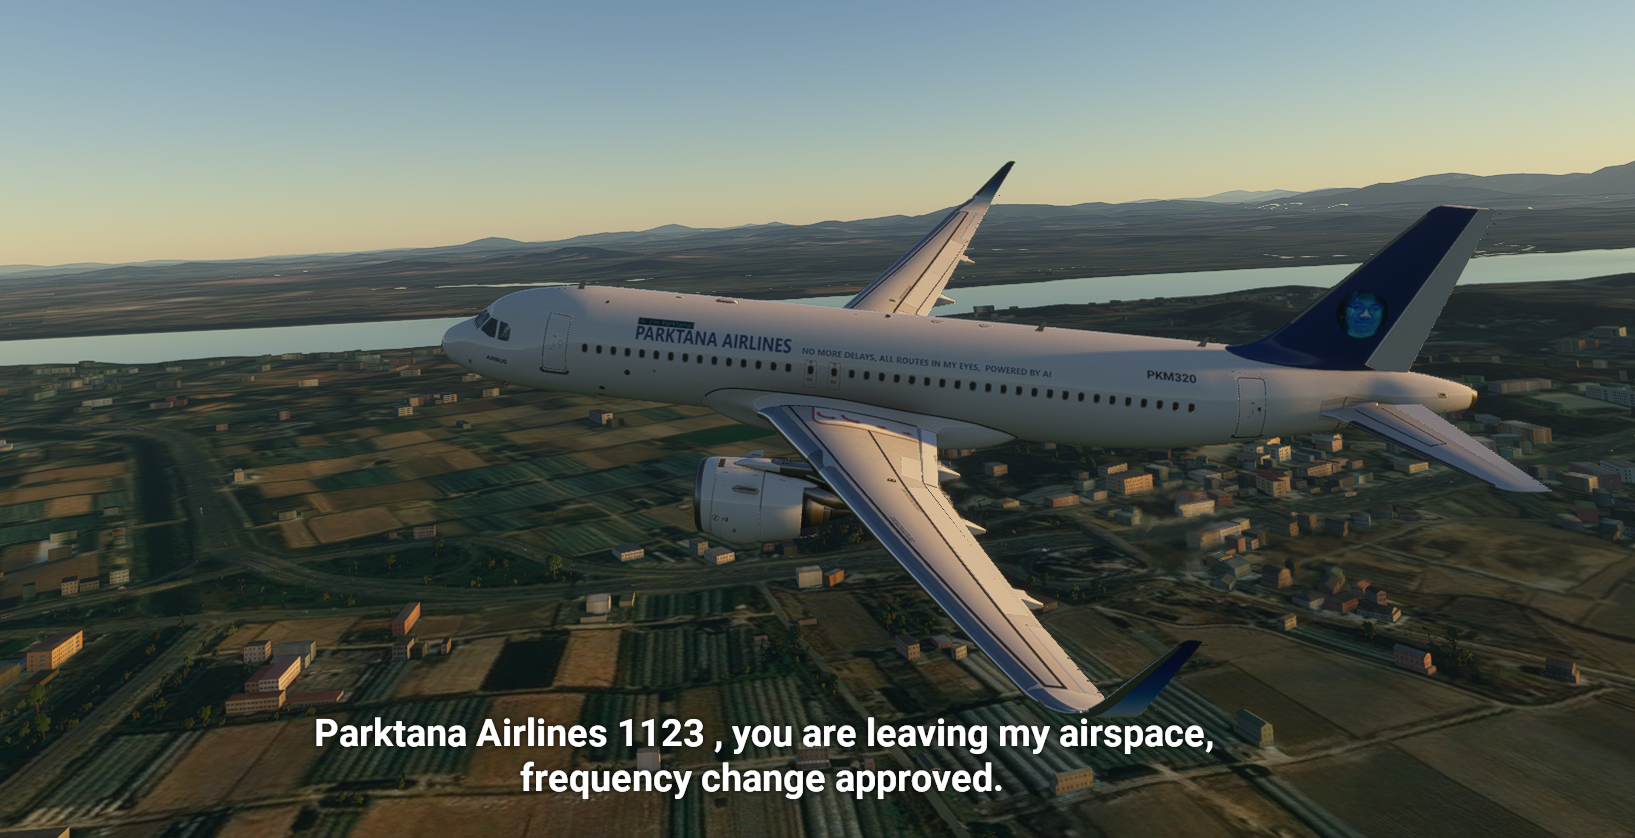 PARKTANA AIRLINES
NO MORE DELAYS, ALL ROUTES IN MY EYES, POWERED BY AI
PKM320
AIRBUS
Parktana Airlines 1123 , you are leaving my airspace,
frequency change approved.